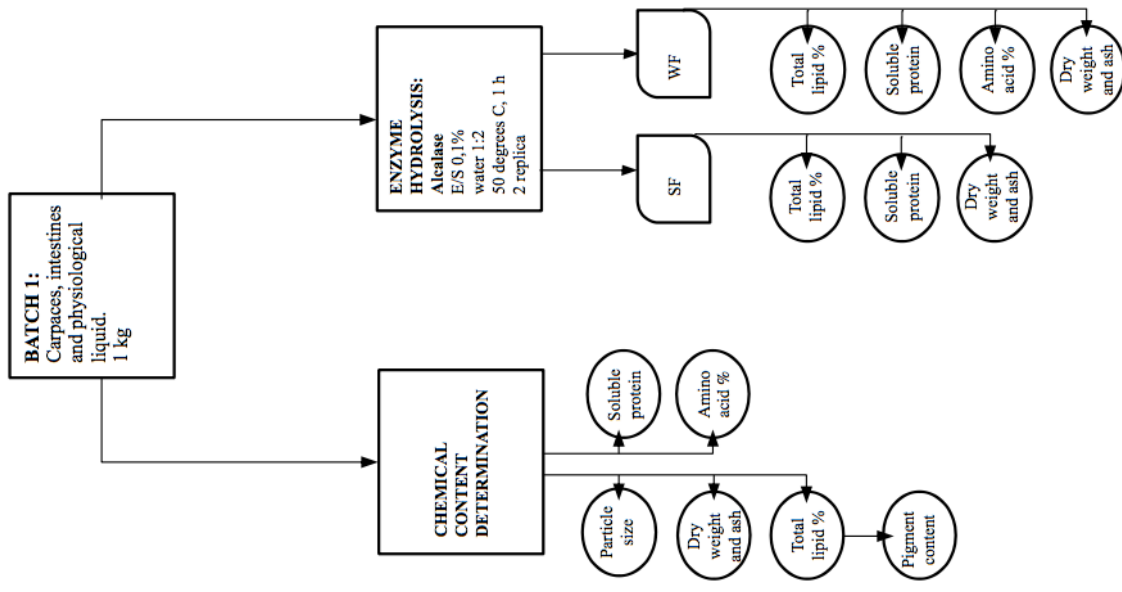 BATCH 1:
Carpaces, intestines
and physiological
liquid.
1 kg
CHEMICAL
CONTENT
DETERMINATION
Particle
size
Dry
weight
and ash
Total
lipid %
Pigment
content
Soluble
protein
Amino
acid %
ENZYME
HYDROLYSIS:
Alcalase
E/S 0,1%
water 1:2
50 degrees C, 1 h
2 replica
SF
Total
lipid %
Soluble
protein
Dry
weight
and ash
WF
Total
lipid %
Soluble
protein
Amino
acid %
Dry
weight
and ash